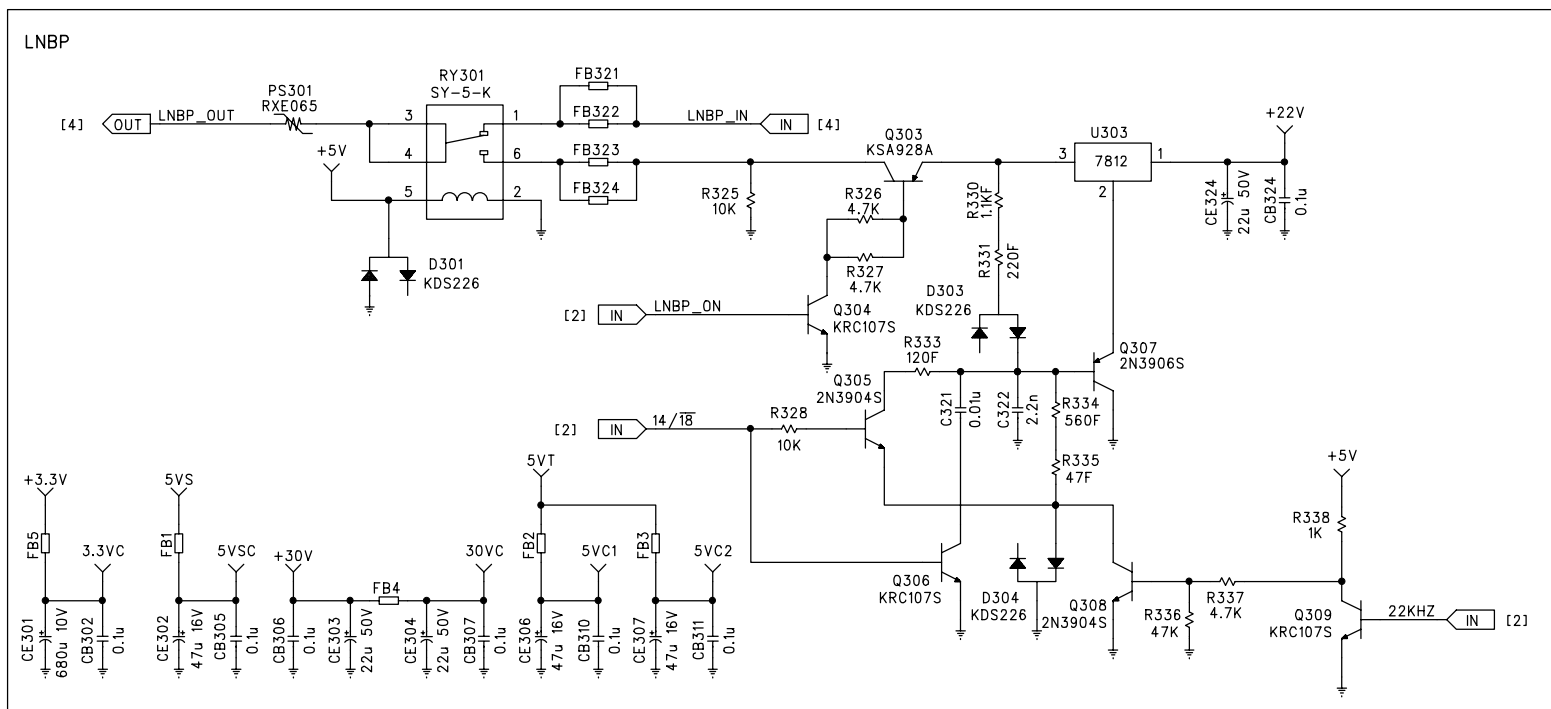 LNBP
RY301
SY-5-K
PS301
RXE065
FB321
FB322
FB323
FB324
[4] OUT LNBP_OUT
3
4
5
1
6
2
LNBP_IN IN [4]
+5V
D301
KDS226
R325
10K
Q303
KSA928A
R326
4.7K
R327
4.7K
R330
1.1KF
R331
220F
U303
3 7812 1
2
+22V
CE324
22u 50V
CB324
0.1u
[2] IN LNBP_ON
Q304
KRC107S
D303
KDS226
R333
120F
Q307
2N3906S
Q305
2N3904S
[2] IN 14/18
R328
10K
C321
0.01u
C322
2.2n
R334
560F
R335
47F
Q306
KRC107S
D304
KDS226
Q308
2N3904S
R336
47K
R337
4.7K
+5V
R338
1K
Q309
KRC107S
22KHZ IN [2]
+3.3V
FB5
3.3VC
CE301
680u 10V
CB302
0.1u
5VS
FB1
5VSC
CE302
47u 16V
CB305
0.1u
+30V
FB4
30VC
CB306
0.1u
CE303
22u 50V
CE304
22u 50V
CB307
0.1u
5VT
FB2
5VC1
FB3
5VC2
CE306
47u 16V
CB310
0.1u
CE307
47u 16V
CB311
0.1u